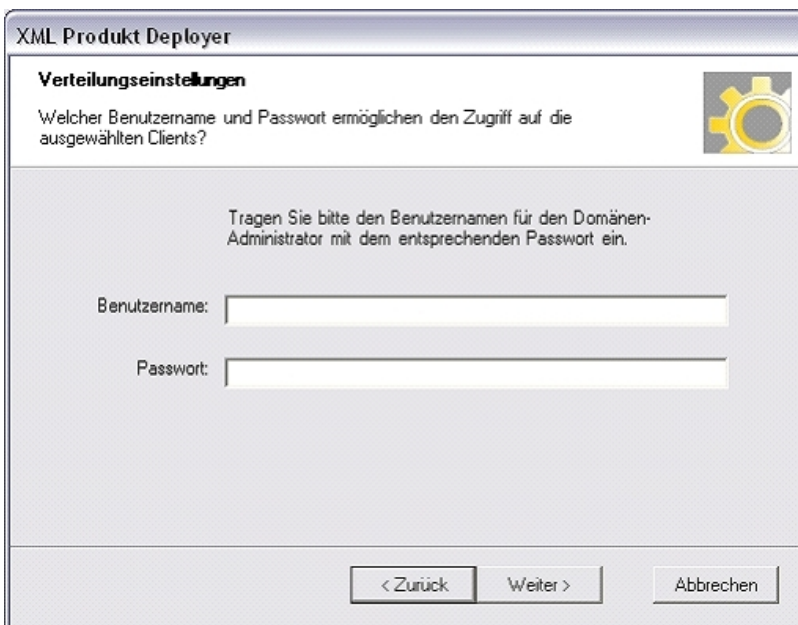 XML Produkt Deployer
Verteilungseinstellungen
Welcher Benutzername und Passwort ermöglichen den Zugriff auf die
ausgewählten Clients?
Tragen Sie bitte den Benutzernamen für den Domänen-
Administrator mit dem entsprechenden Passwort ein.
Benutzername:
Passwort:
< Zurück
Weiter >
Abbrechen